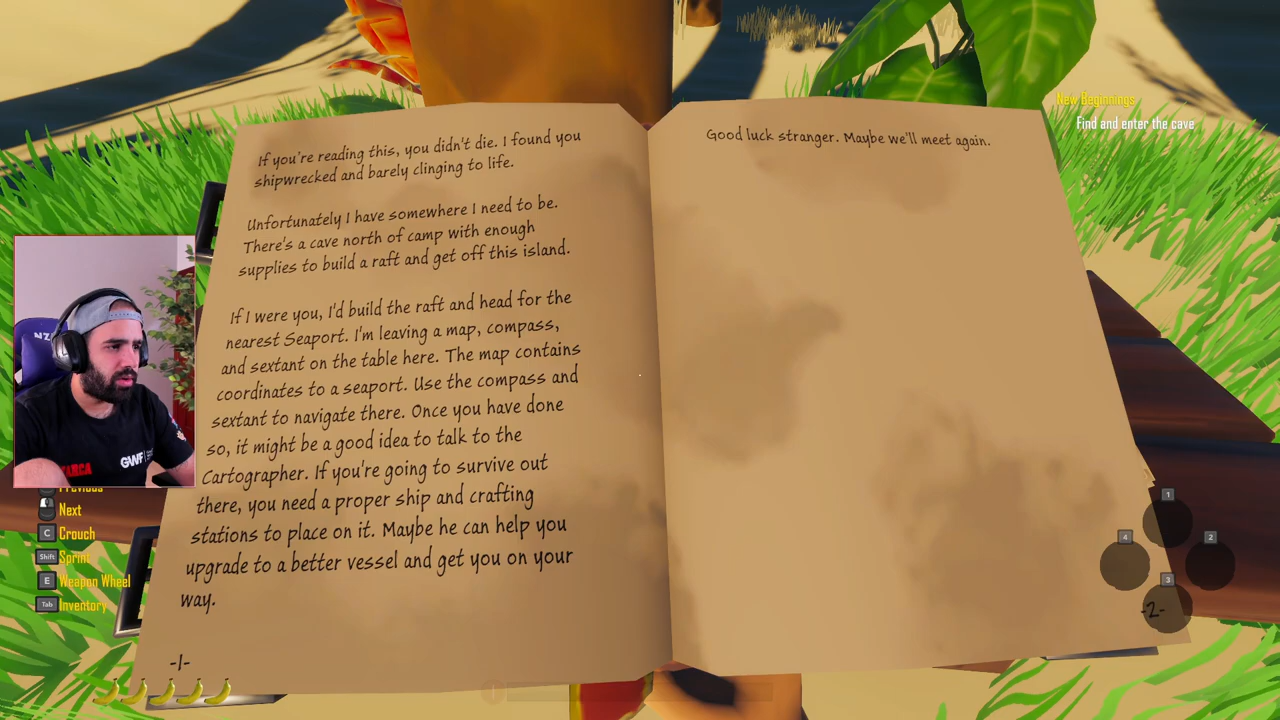 If you're reading this, you didn't die. I found you
shipwrecked and barely clinging to life.
Unfortunately I have somewhere I need to be.
There's a cave north of camp with enough
supplies to build a raft and get off this island.
If I were you, I'd build the raft and head for the
nearest Seaport. I'm leaving a map, compass,
and sextant on the table here. The map contains
coordinates to a seaport. Use the compass and
sextant to navigate there. Once you have done
so, it might be a good idea to talk to the
Cartographer. If you're going to survive out
there, you need a proper ship and crafting
stations to place on it. Maybe he can help you
upgrade to a better vessel and get you on your
way.
-1-
Good luck stranger. Maybe we'll meet again.
-2-
New Beginnings
Find and enter the cave
NZ
GWF
Previous
Next
C Crouch
Shift Sprint
E Weapon Wheel
Tab Inventory
1
4
2
3